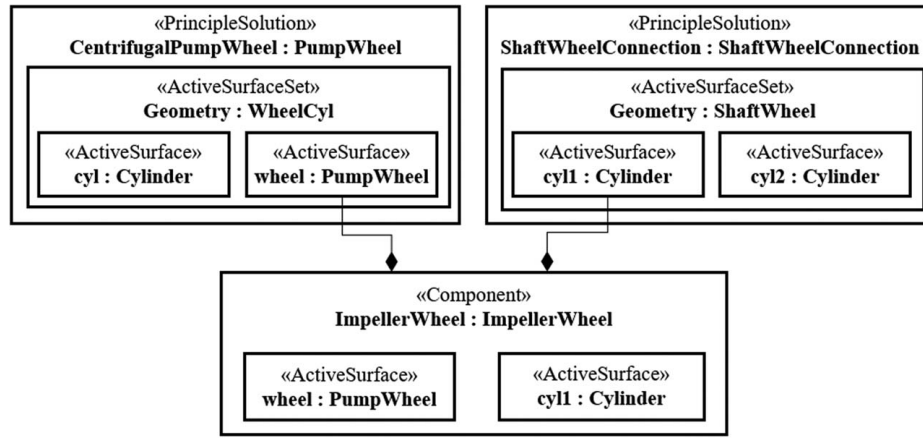 «PrincipleSolution»
CentrifugalPumpWheel : PumpWheel
«ActiveSurfaceSet»
Geometry : WheelCyl
«ActiveSurface»
cyl : Cylinder
«ActiveSurface»
wheel : PumpWheel
«PrincipleSolution»
ShaftWheelConnection : ShaftWheelConnection
«ActiveSurfaceSet»
Geometry : ShaftWheel
«ActiveSurface»
cyl1 : Cylinder
«ActiveSurface»
cyl2 : Cylinder
«Component»
ImpellerWheel : ImpellerWheel
«ActiveSurface»
wheel : PumpWheel
«ActiveSurface»
cyl1 : Cylinder